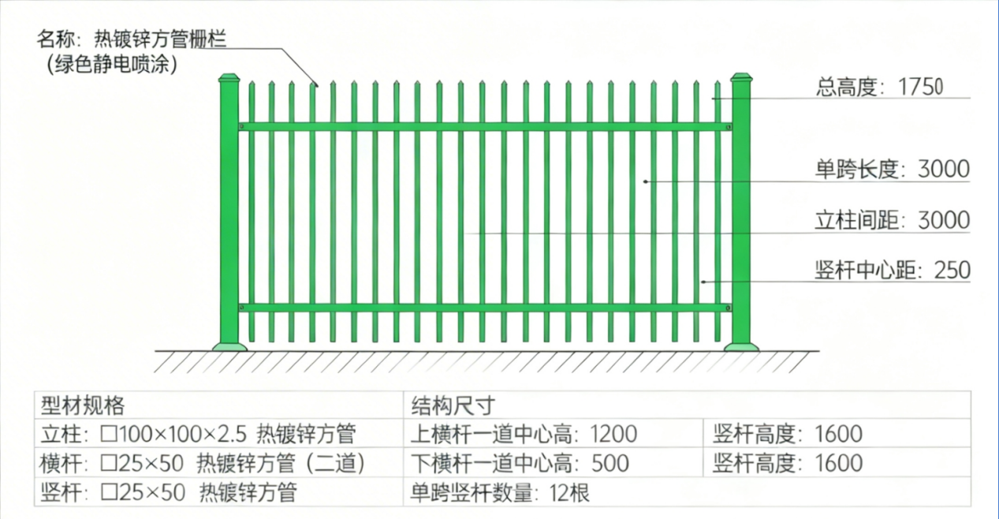 名称：热镀锌方管栅栏
（绿色静电喷涂）
总高度：1750
单跨长度：3000
立柱间距：3000
竖杆中心距：250
型材规格
结构尺寸
立柱：□100×100×2.5 热镀锌方管
上横杆一道中心高：1200
竖杆高度：1600
横杆：□25×50 热镀锌方管（二道）
下横杆一道中心高：500
竖杆高度：1600
竖杆：□25×50 热镀锌方管
单跨竖杆数量：12根